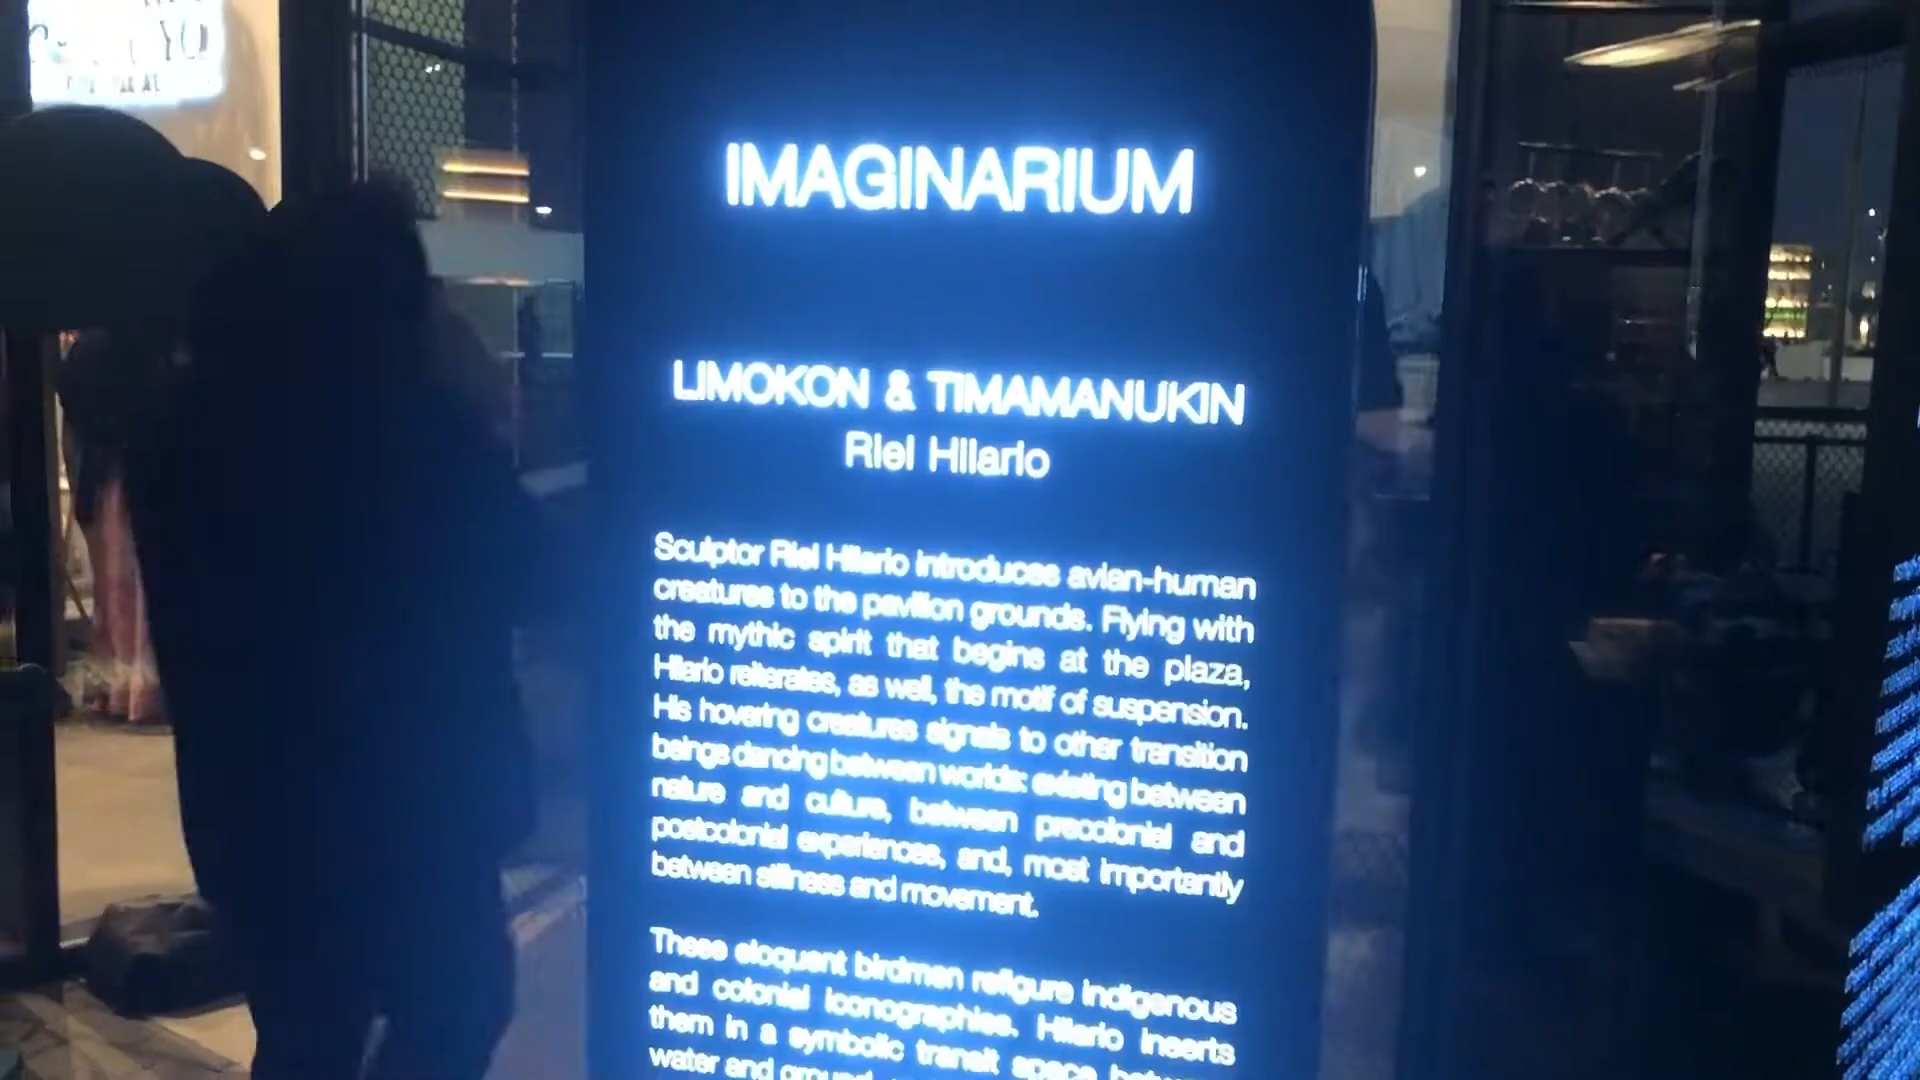 IMAGINARIUM
LIMOKON & TIMAMANUKIN
Riel Hilario
Sculptor Riel Hilario introduces avian-human
creatures to the pavilion grounds. Flying with
the mythic spirit that begins at the plaza,
Hilario reiterates, as well, the motif of suspension.
His hovering creatures signals to other transition
beings dancing between worlds: existing between
nature and culture, between precolonial and
postcolonial experiences, and, most importantly
between stillness and movement.
These eloquent birdmen refigure indigenous
and colonial iconographies. Hilario inserts
them in a symbolic transit space between
water and ground,